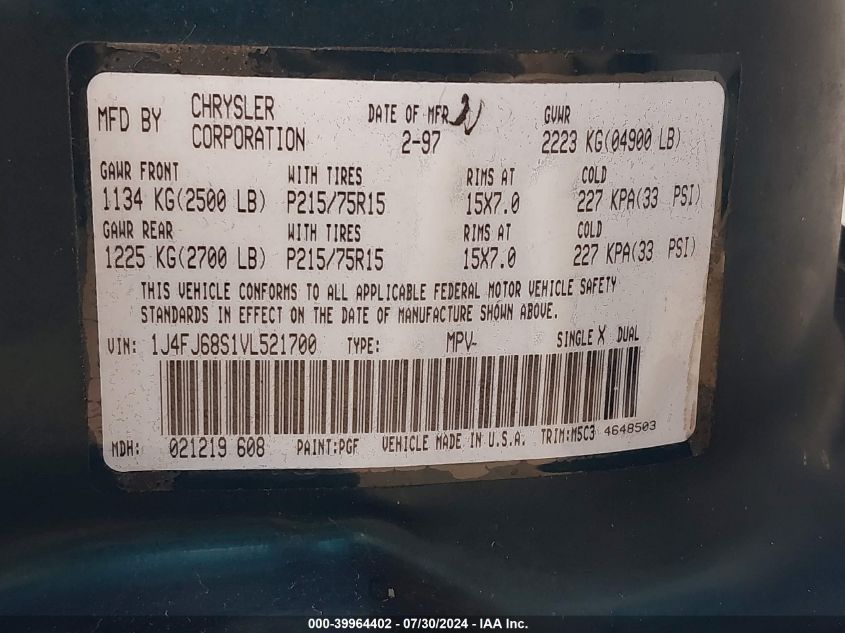 MFD BY CHRYSLER CORPORATION DATE OF MFR 2-97 GVWR 2223 KG(04900 LB)
GAWR FRONT WITH TIRES RIMS AT COLD
1134 KG(2500 LB) P215/75R15 15X7.0 227 KPA(33 PSI)
GAWR REAR WITH TIRES RIMS AT COLD
1225 KG(2700 LB) P215/75R15 15X7.0 227 KPA(33 PSI)
THIS VEHICLE CONFORMS TO ALL APPLICABLE FEDERAL MOTOR VEHICLE SAFETY
STANDARDS IN EFFECT ON THE DATE OF MANUFACTURE SHOWN ABOVE.
VIN: 1J4FJ68S1VL521700 TYPE: MPV- SINGLE X DUAL
MDH: 021219 608 PAINT:PGF VEHICLE MADE IN U.S.A. TRIM:M5C3 4648503
000-39964402 - 07/30/2024 - IAA Inc.